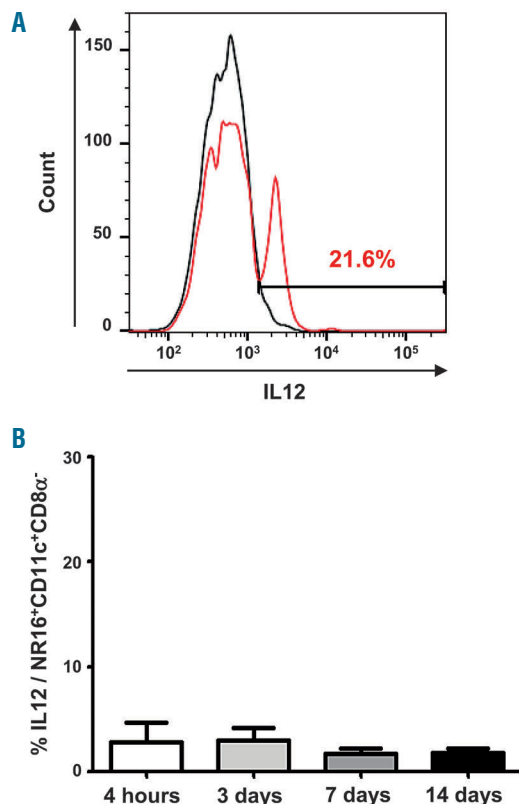 A
150
100
50
0
Count
21.6%
10² 10³ 10⁴ 10⁵
IL12
B
% IL12 / NR16⁺CD11c⁺CD8α⁻
30
20
10
0
4 hours 3 days 7 days 14 days